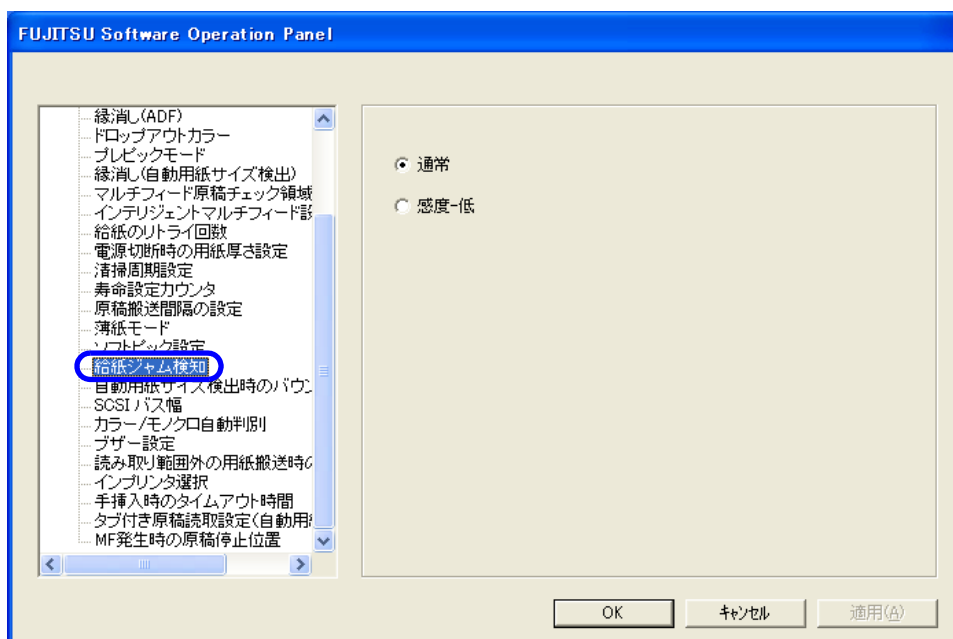 FUJITSU Software Operation Panel
縁消し(ADF)
ドロップアウトカラー
プレピックモード
縁消し(自動用紙サイズ検出)
マルチフィード原稿チェック領域
インテリジェントマルチフィード設
給紙のリトライ回数
電源切断時の用紙厚さ設定
清掃周期設定
寿命設定カウンタ
原稿搬送間隔の設定
薄紙モード
ソフトピック設定
給紙ジャム検知
自動用紙サイズ検出時のバウン
SCSI バス幅
カラー/モノクロ自動判別
ブザー設定
読み取り範囲外の用紙搬送時の
インプリンタ選択
手挿入時のタイムアウト時間
タブ付き原稿読取設定(自動用
MF発生時の原稿停止位置
通常
感度-低
OK
キャンセル
適用(A)